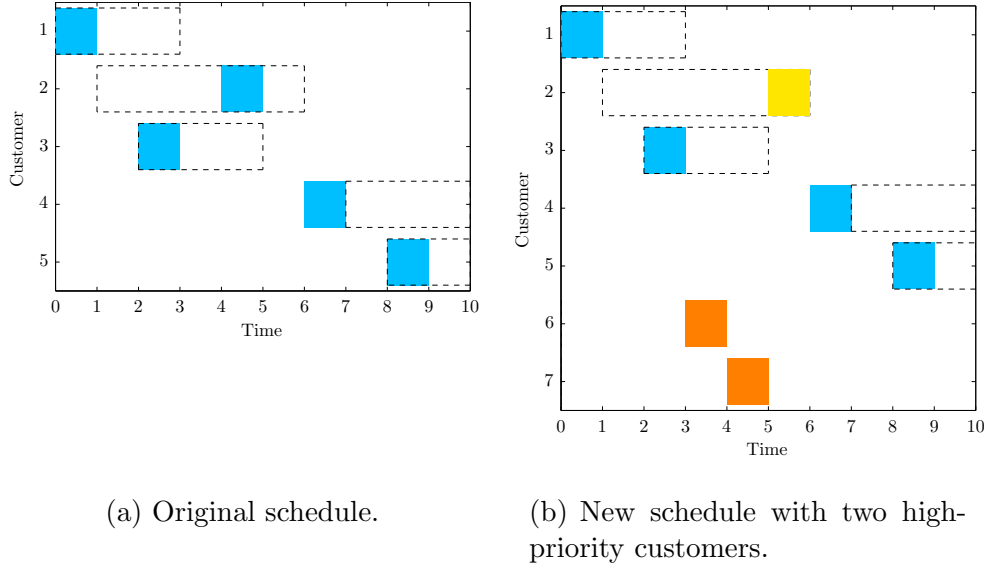 1
2
3
4
5
Customer
0 1 2 3 4 5 6 7 8 9 10
Time
(a) Original schedule.
1
2
3
4
5
6
7
Customer
0 1 2 3 4 5 6 7 8 9 10
Time
(b) New schedule with two high-
priority customers.